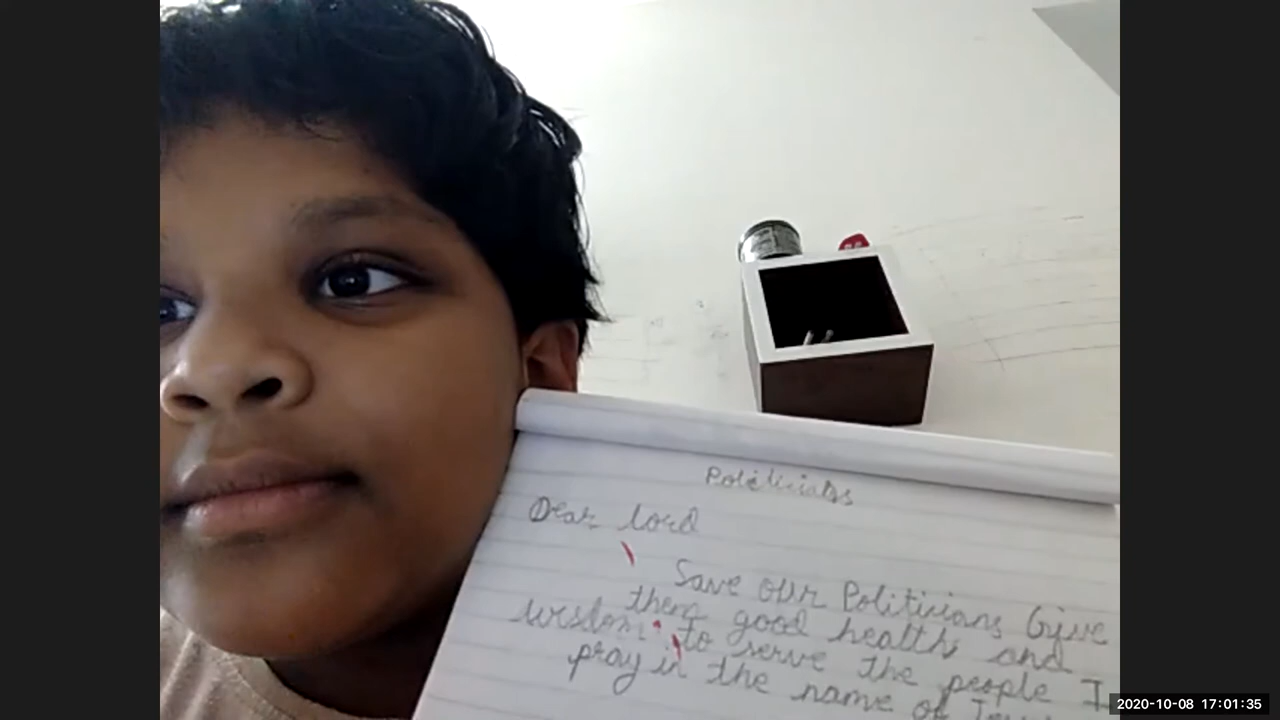 Politicians
Dear lord
Save our Politicians Give
them good health and
wisdom to serve the people I
pray in the name of
2020-10-08 17:01:35